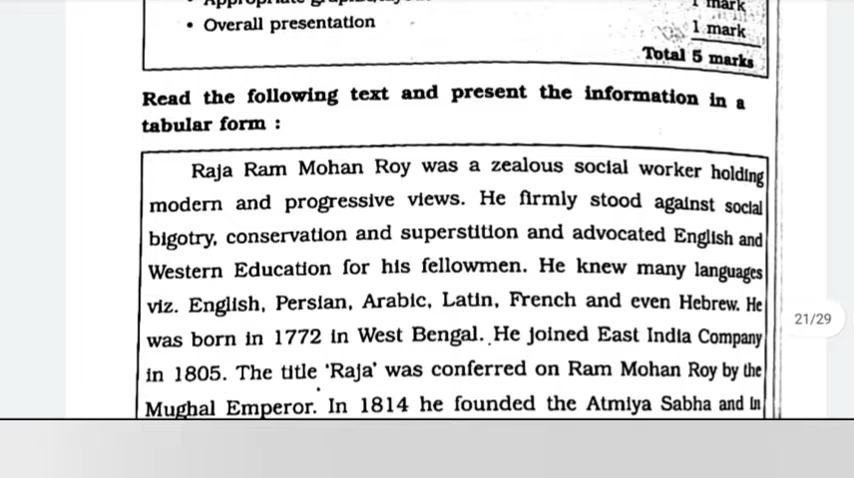 1 mark
• Overall presentation
1 mark
Total 5 marks
Read the following text and present the information in a
tabular form :
Raja Ram Mohan Roy was a zealous social worker holding
modern and progressive views. He firmly stood against social
bigotry, conservation and superstition and advocated English and
Western Education for his fellowmen. He knew many languages
viz. English, Persian, Arabic, Latin, French and even Hebrew. He
was born in 1772 in West Bengal. He joined East India Company
21/29
in 1805. The title 'Raja' was conferred on Ram Mohan Roy by the
Mughal Emperor. In 1814 he founded the Atmiya Sabha and in